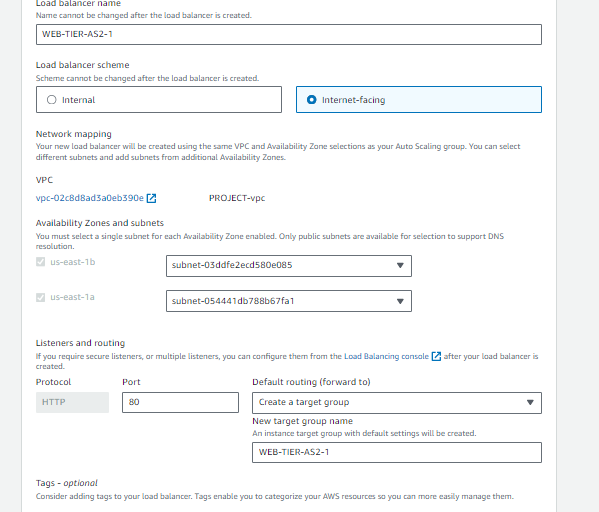 Load balancer name
Name cannot be changed after the load balancer is created.
WEB-TIER-AS2-1
Load balancer scheme
Scheme cannot be changed after the load balancer is created.
Internal
Internet-facing
Network mapping
Your new load balancer will be created using the same VPC and Availability Zone selections as your Auto Scaling group. You can select
different subnets and add subnets from additional Availability Zones.
VPC
vpc-02c8d8ad3a0eb390e PROJECT-vpc
Availability Zones and subnets
You must select a single subnet for each Availability Zone enabled. Only public subnets are available for selection to support DNS
resolution.
us-east-1b subnet-03ddfe2ecd580e085
us-east-1a subnet-054441db788b67fa1
Listeners and routing
If you require secure listeners, or multiple listeners, you can configure them from the Load Balancing console after your load balancer is
created.
Protocol Port Default routing (forward to)
HTTP 80 Create a target group
New target group name
An instance target group with default settings will be created.
WEB-TIER-AS2-1
Tags - optional
Consider adding tags to your load balancer. Tags enable you to categorize your AWS resources so you can more easily manage them.